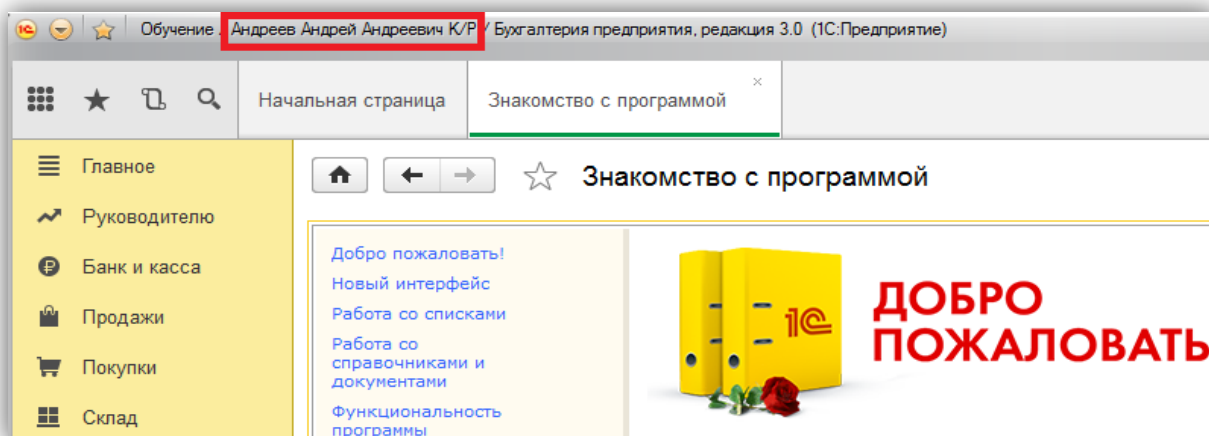 1С Обучение / Андреев Андрей Андреевич К/Р / Бухгалтерия предприятия, редакция 3.0 (1С:Предприятие)
Начальная страница
Знакомство с программой
Главное
Руководителю
Банк и касса
Продажи
Покупки
Склад
Знакомство с программой
Добро пожаловать!
Новый интерфейс
Работа со списками
Работа со
справочниками и
документами
Функциональность
программы
1С
ДОБРО
ПОЖАЛОВАТЬ